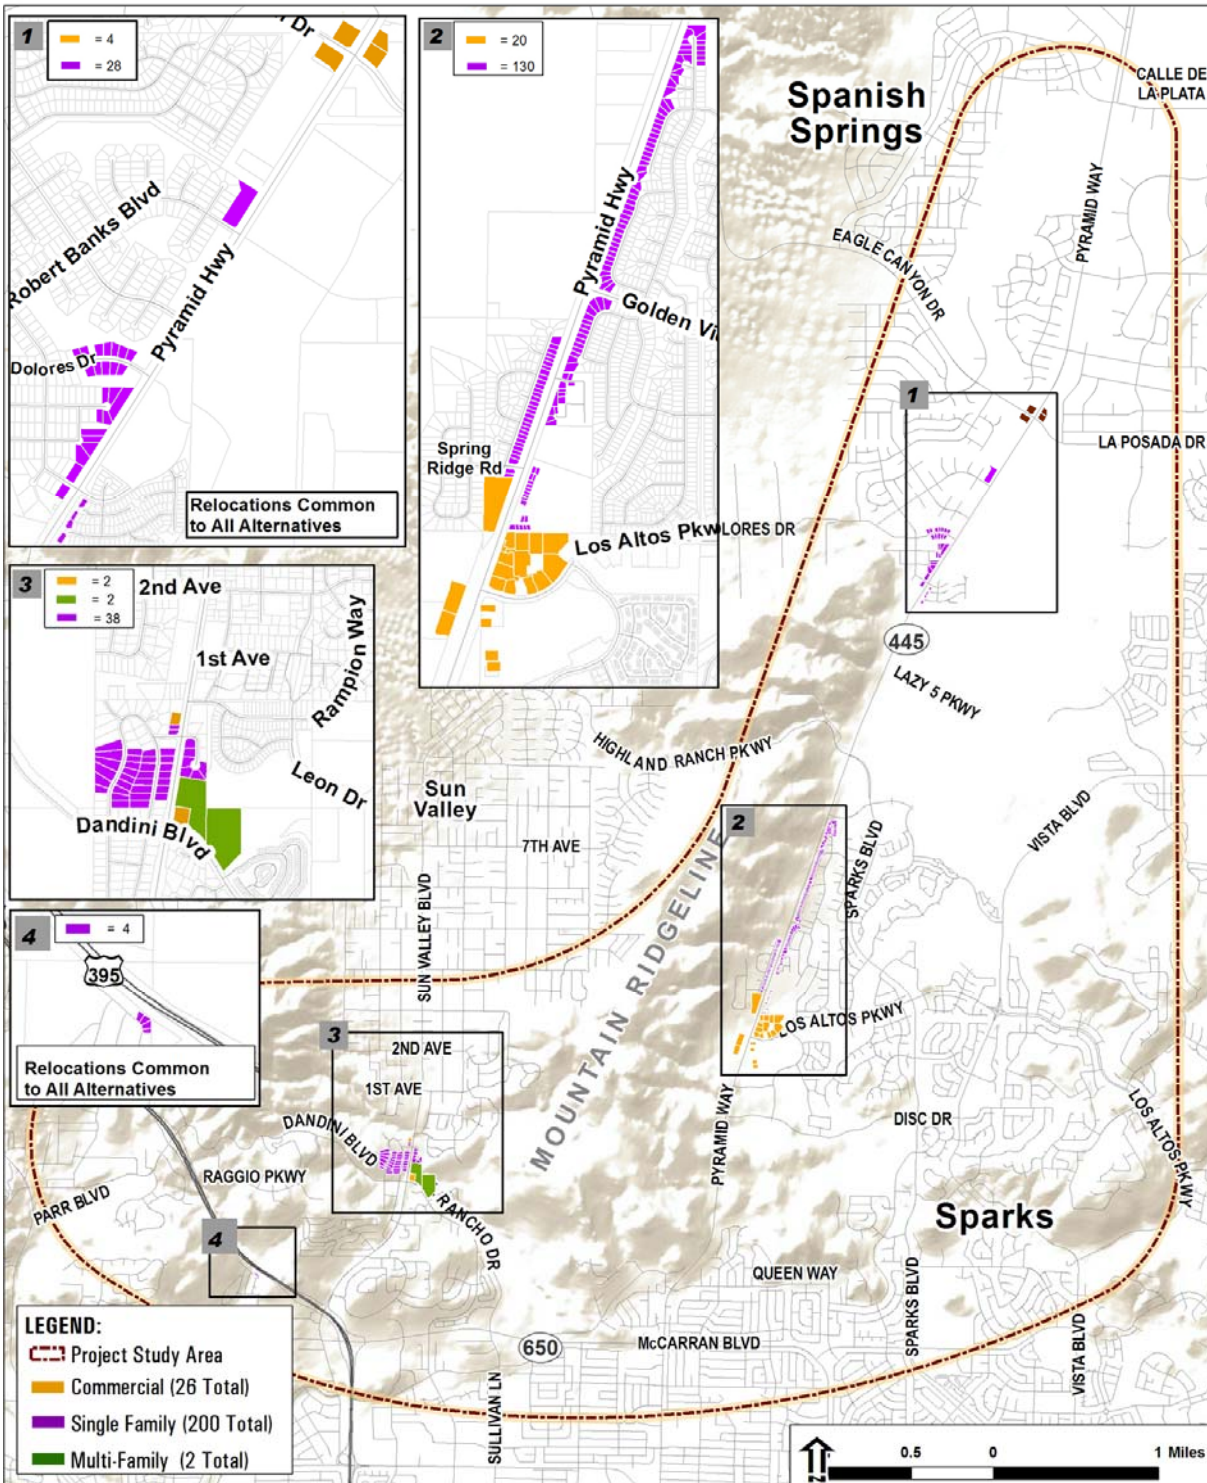 1
= 4
= 28
Dr
Robert Banks Blvd
Pyramid Hwy
Dolores Dr
Relocations Common
to All Alternatives
2
= 20
= 130
Pyramid Hwy
Golden
Spring
Ridge Rd
Los Altos Pkw
LORES DR
3
= 2
= 2
= 38
2nd Ave
1st Ave
Rampion Way
Leon Dr
Dandini Blvd
4
= 4
395
Relocations Common
to All Alternatives
Spanish
Springs
CALLE DE
LA PLATA
PYRAMID WAY
EAGLE CANYON DR
1
LA POSADA DR
445
LAZY 5 PKWY
HIGHLAND RANCH PKWY
Sun
Valley
7TH AVE
SUN VALLEY BLVD
MOUNTAIN RIDGELINE
2
SPARKS BLVD
VISTA BLVD
LOS ALTOS PKWY
3
2ND AVE
1ST AVE
DANDINI BLVD
RAGGIO PKWY
PARR BLVD
RANCHO DR
4
PYRAMID WAY
DISC DR
LOS ALTOS PKWY
Sparks
QUEEN WAY
SPARKS BLVD
McCARRAN BLVD
650
VISTA BLVD
SULLIVAN LN
LEGEND:
Project Study Area
Commercial (26 Total)
Single Family (200 Total)
Multi-Family (2 Total)
N
0.5
0
1 Miles